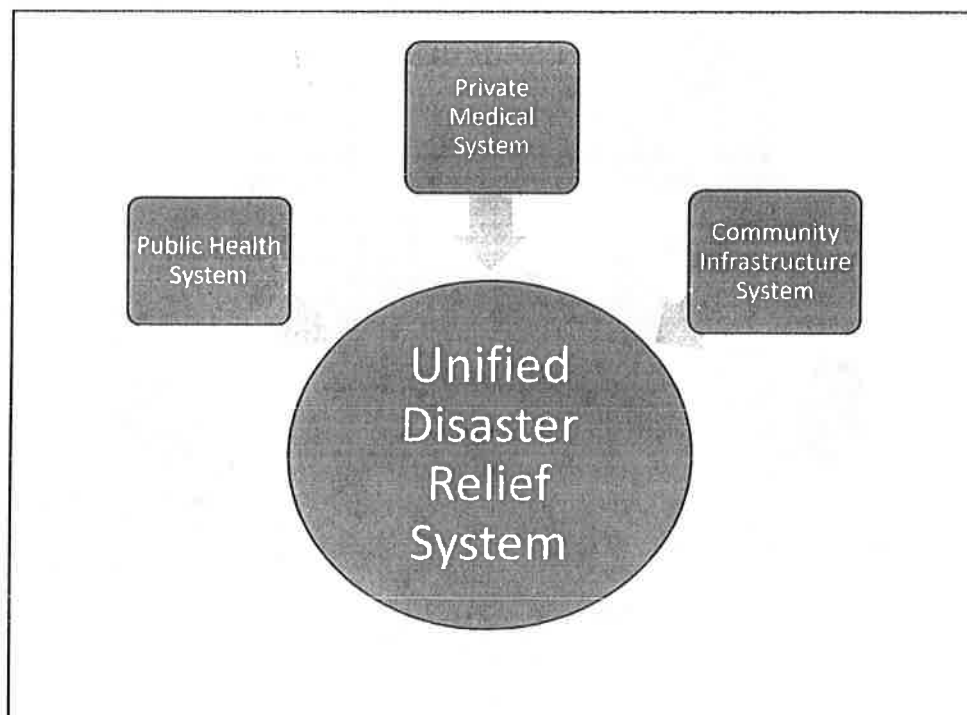 Private
Medical
System
Public Health
System
Community
Infrastructure
System
Unified
Disaster
Relief
System